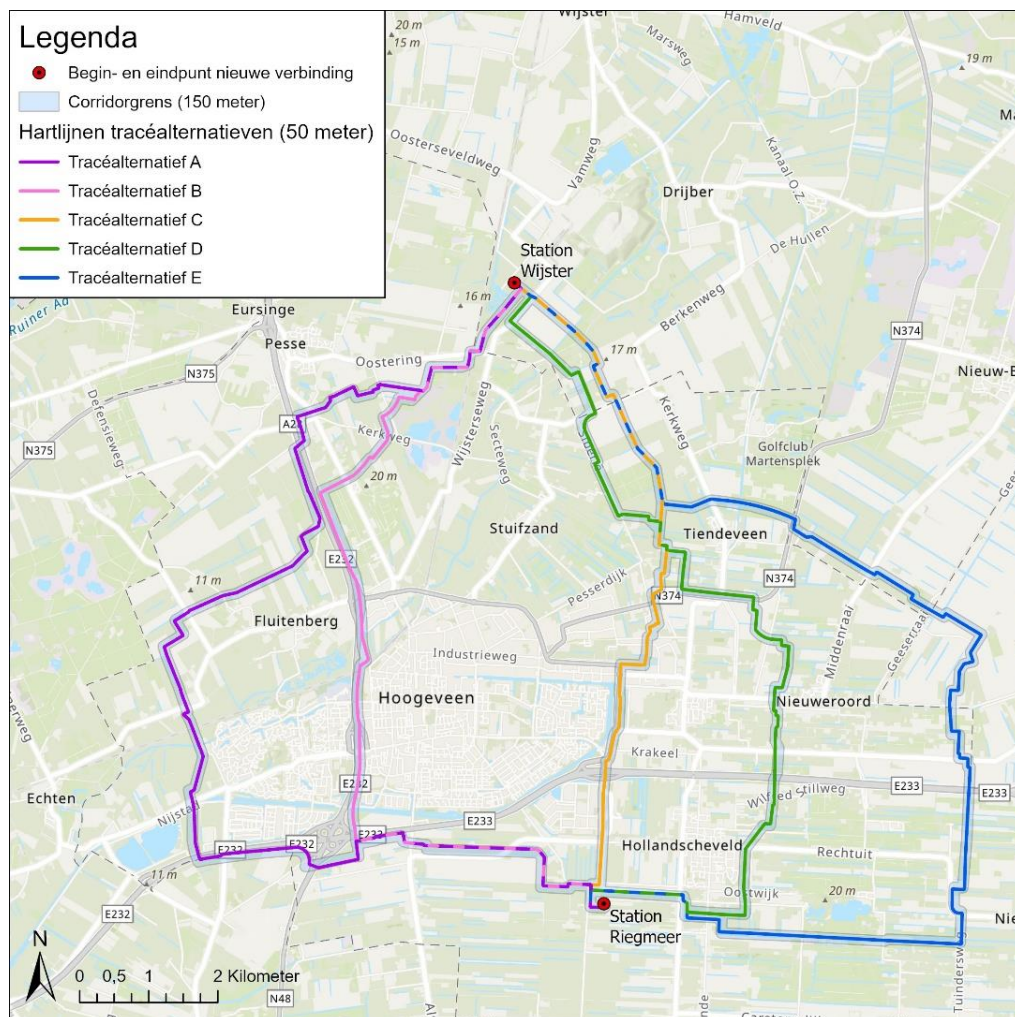 Legenda
Begin- en eindpunt nieuwe verbinding
Corridorgrens (150 meter)
Hartlijnen tracéalternatieven (50 meter)
Tracéalternatief A
Tracéalternatief B
Tracéalternatief C
Tracéalternatief D
Tracéalternatief E
20 m
15 m
Wijster
Hamveld
Marsweg
19 m
Oosterseveldweg
Vamweg
Kanaal O.Z.
Drijber
De Hullen
Station
Wijster
16 m
Eursinge
Pesse
Berkenweg
N374
Oostering
17 m
N375
Nieuw-B
Defensieweg
Wijsterseweg
Kerkweg
Kerkweg
Secteweg
N375
Golfclub
Martensplek
20 m
Stuifzand
Tiendeveen
E232
11 m
Pesserdijk
N374
N374
Fluitenberg
Middenraai
Geeserraai
Industrieweg
Hoogeveen
Nieuweroord
Krakeel
Echten
Nijstad
E232
E233
E233
Wilfred Stillweg
E233
E232
E232
E232
Hollandscheveld
Rechtuit
11 m
Oostwijk
20 m
E232
Station
Riegmeer
N
0 0,5 1 2 Kilometer
N48
Tuindersweg